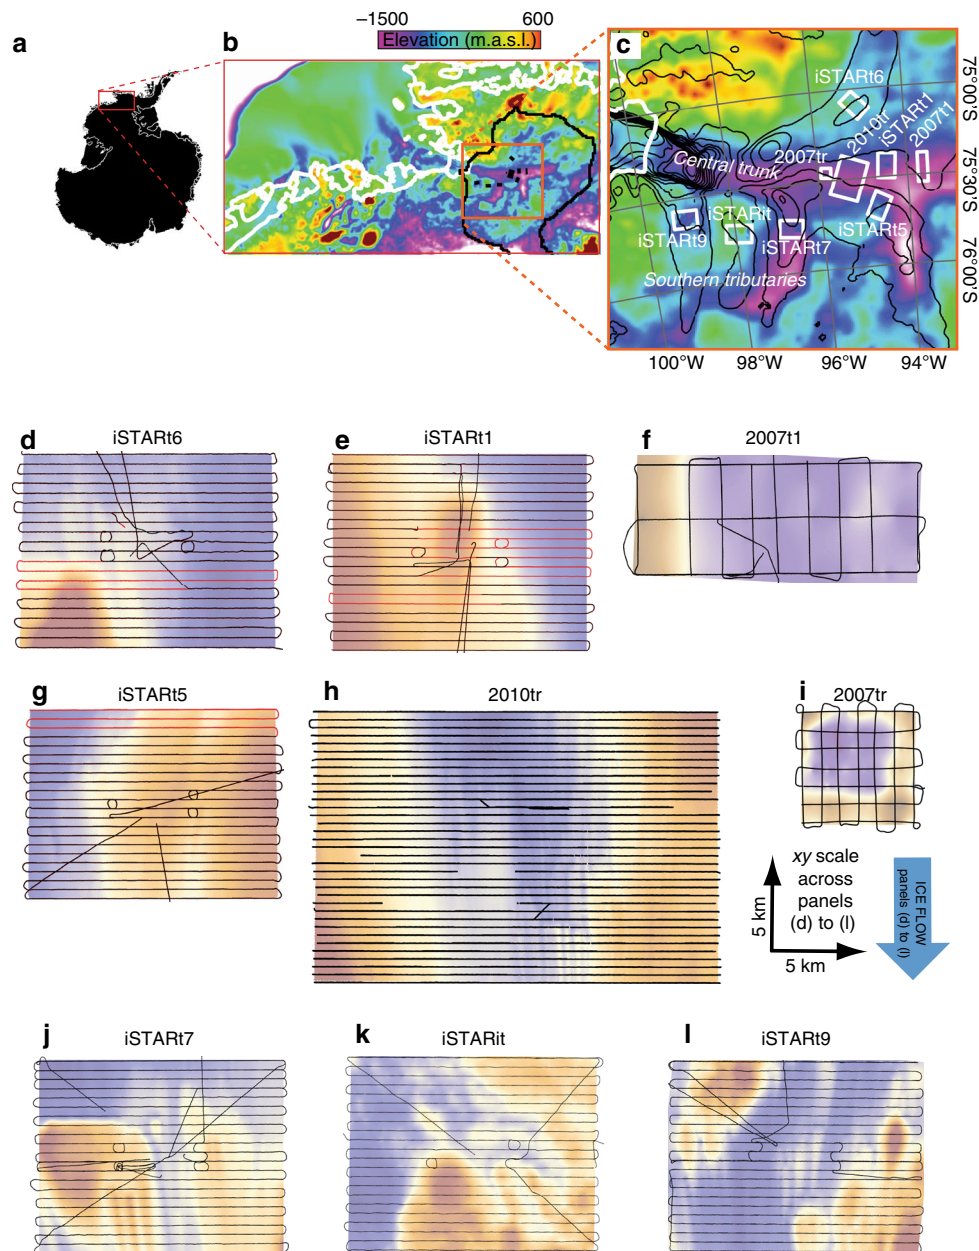 −1500 600
Elevation (m.a.s.l.)
a
b
c
iSTARt6
2007tr
2010tr
iSTARt1
2007t1
Central trunk
iSTARt9
iSTARit
iSTARt7
iSTARt5
Southern tributaries
75°00′S
75°30′S
76°00′S
100°W 98°W 96°W 94°W
d iSTARt6
e iSTARt1
f 2007t1
g iSTARt5
h 2010tr
i 2007tr
xy scale
across
panels
(d) to (l)
5 km
5 km
ICE FLOW
panels (d) to (l)
j iSTARt7
k iSTARit
l iSTARt9